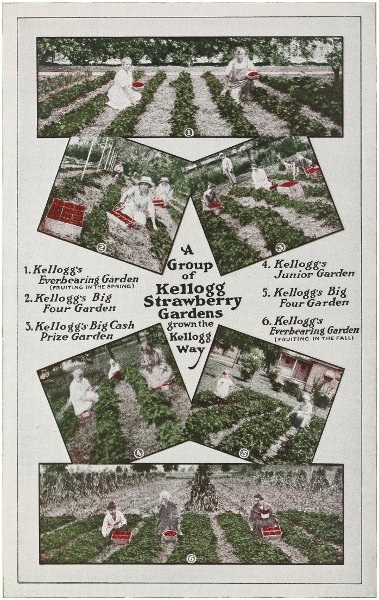 1
2
3
A
Group
of
Kellogg
Strawberry
Gardens
grown the
Kellogg
Way
1. Kellogg's
Everbearing Garden
(FRUITING IN THE SPRING)
2. Kellogg's Big
Four Garden
3. Kellogg's Big Cash
Prize Garden
4. Kellogg's
Junior Garden
5. Kellogg's Big
Four Garden
6. Kellogg's
Everbearing Garden
(FRUITING IN THE FALL)
4
5
6